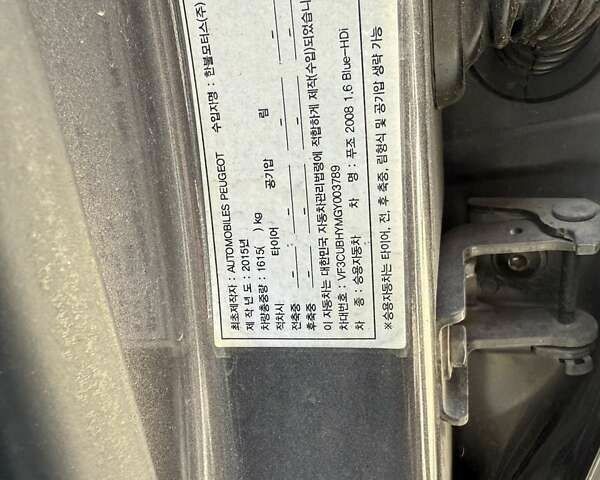 최초제작자 : AUTOMOBILES PEUGEOT 수입자명 : 한불모터스(주)
제 작 년 도 : 2015년
차량총중량 : 1615( ) kg
적차시 타이어 공기압 림
전축중 - - -
후축중 - - -
이 자동차는 대한민국 자동차관리법령에 적합하게 제작(수입)되었습니
차대번호 : VF3CUBHYMGY003789
차 종 : 승용자동차 차 명 : 푸조 2008 1.6 Blue-HDi
※승용자동차는 타이어, 전, 후 축중, 림형식 및 공기압 생략 가능